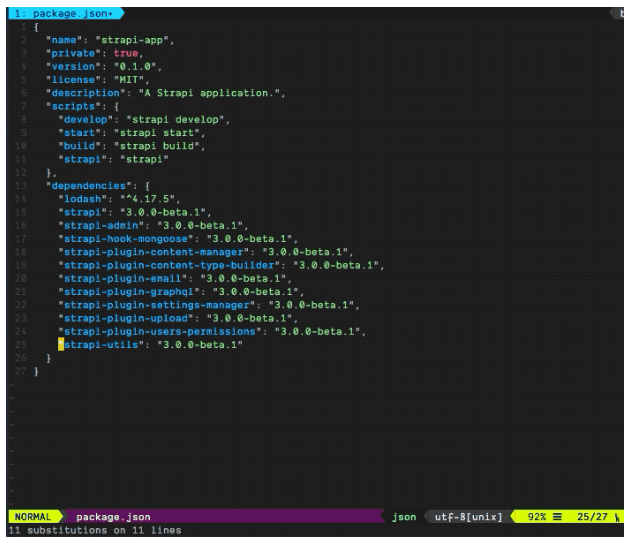 1: package.json+
1 {
2 "name": "strapi-app",
3 "private": true,
4 "version": "0.1.0",
5 "license": "MIT",
6 "description": "A Strapi application.",
7 "scripts": {
8 "develop": "strapi develop",
9 "start": "strapi start",
10 "build": "strapi build",
11 "strapi": "strapi"
12 },
13 "dependencies": {
14 "lodash": "^4.17.5",
15 "strapi": "3.0.0-beta.1",
16 "strapi-admin": "3.0.0-beta.1",
17 "strapi-hook-mongoose": "3.0.0-beta.1",
18 "strapi-plugin-content-manager": "3.0.0-beta.1",
19 "strapi-plugin-content-type-builder": "3.0.0-beta.1",
20 "strapi-plugin-email": "3.0.0-beta.1",
21 "strapi-plugin-graphql": "3.0.0-beta.1",
22 "strapi-plugin-settings-manager": "3.0.0-beta.1",
23 "strapi-plugin-upload": "3.0.0-beta.1",
24 "strapi-plugin-users-permissions": "3.0.0-beta.1",
25 "strapi-utils": "3.0.0-beta.1"
26 }
27 }
NORMAL package.json json utf-8[unix] 92% ☰ 25/27
11 substitutions on 11 lines